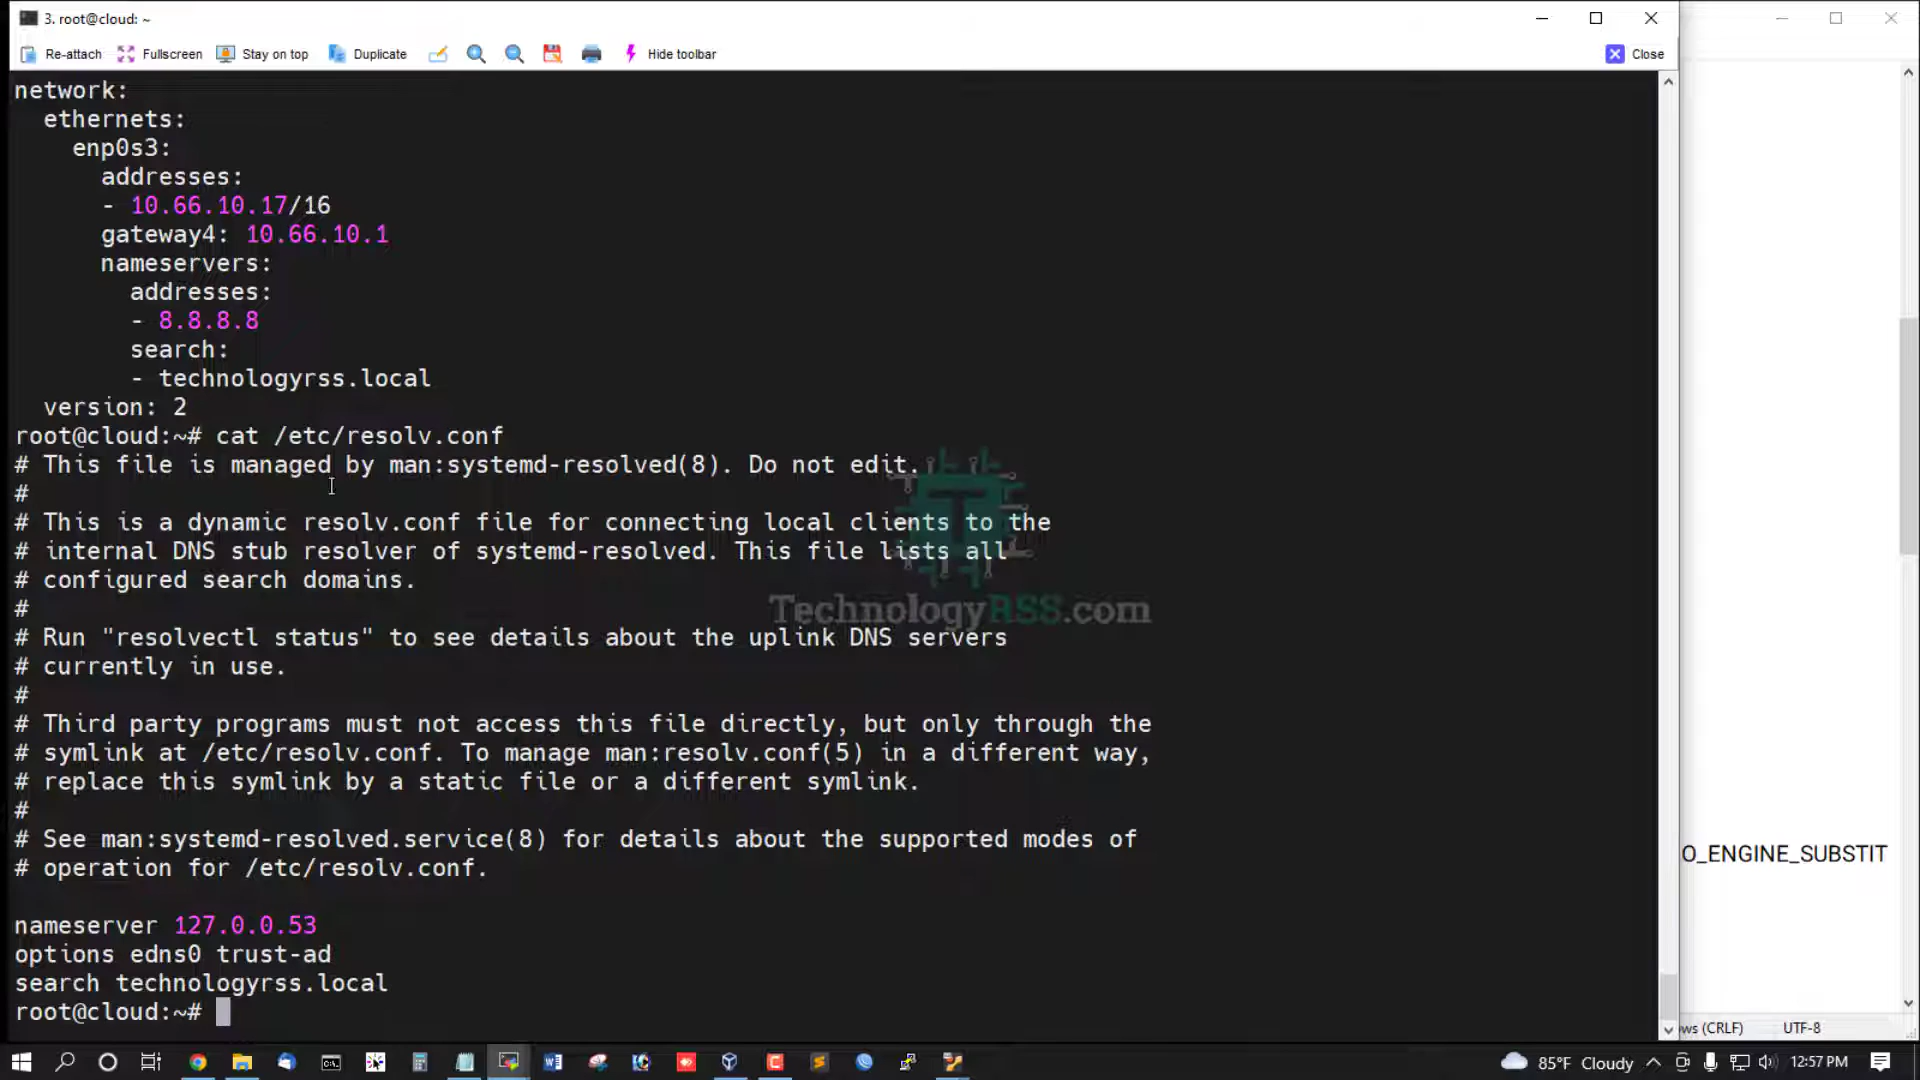 3. root@cloud: ~
Re-attach Fullscreen Stay on top Duplicate Hide toolbar Close
network:
  ethernets:
    enp0s3:
      addresses:
      - 10.66.10.17/16
      gateway4: 10.66.10.1
      nameservers:
        addresses:
        - 8.8.8.8
        search:
        - technologyrss.local
  version: 2
root@cloud:~# cat /etc/resolv.conf
# This file is managed by man:systemd-resolved(8). Do not edit.
#
# This is a dynamic resolv.conf file for connecting local clients to the
# internal DNS stub resolver of systemd-resolved. This file lists all
# configured search domains.
#
# Run "resolvectl status" to see details about the uplink DNS servers
# currently in use.
#
# Third party programs must not access this file directly, but only through the
# symlink at /etc/resolv.conf. To manage man:resolv.conf(5) in a different way,
# replace this symlink by a static file or a different symlink.
#
# See man:systemd-resolved.service(8) for details about the supported modes of
# operation for /etc/resolv.conf.
nameserver 127.0.0.53
options edns0 trust-ad
search technologyrss.local
root@cloud:~#
TechnologyRSS.com
O_ENGINE_SUBSTIT
ws (CRLF) UTF-8
85°F Cloudy 12:57 PM